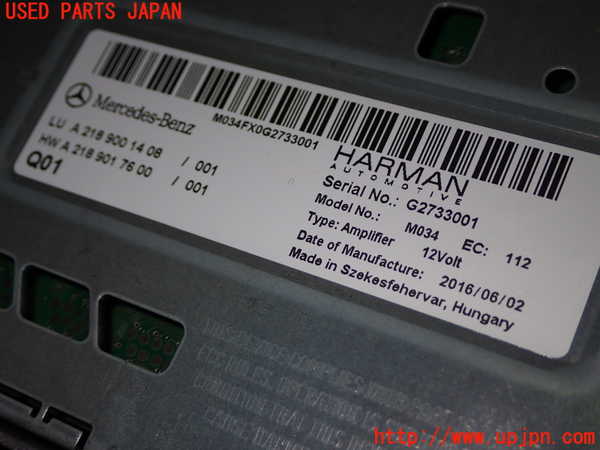 USED PARTS JAPAN
Mercedes-Benz
LU A 218 900 14 08 / 001
HW A 218 901 76 00 / 001
Q01
M034FX0G2733001
HARMAN
AUTOMOTIVE
Serial No.: G2733001
Model No.: M034 EC: 112
Type: Amplifier 12Volt
Date of Manufacture: 2016/06/02
Made in Szekesfehervar, Hungary
http://www.upjpn.com/